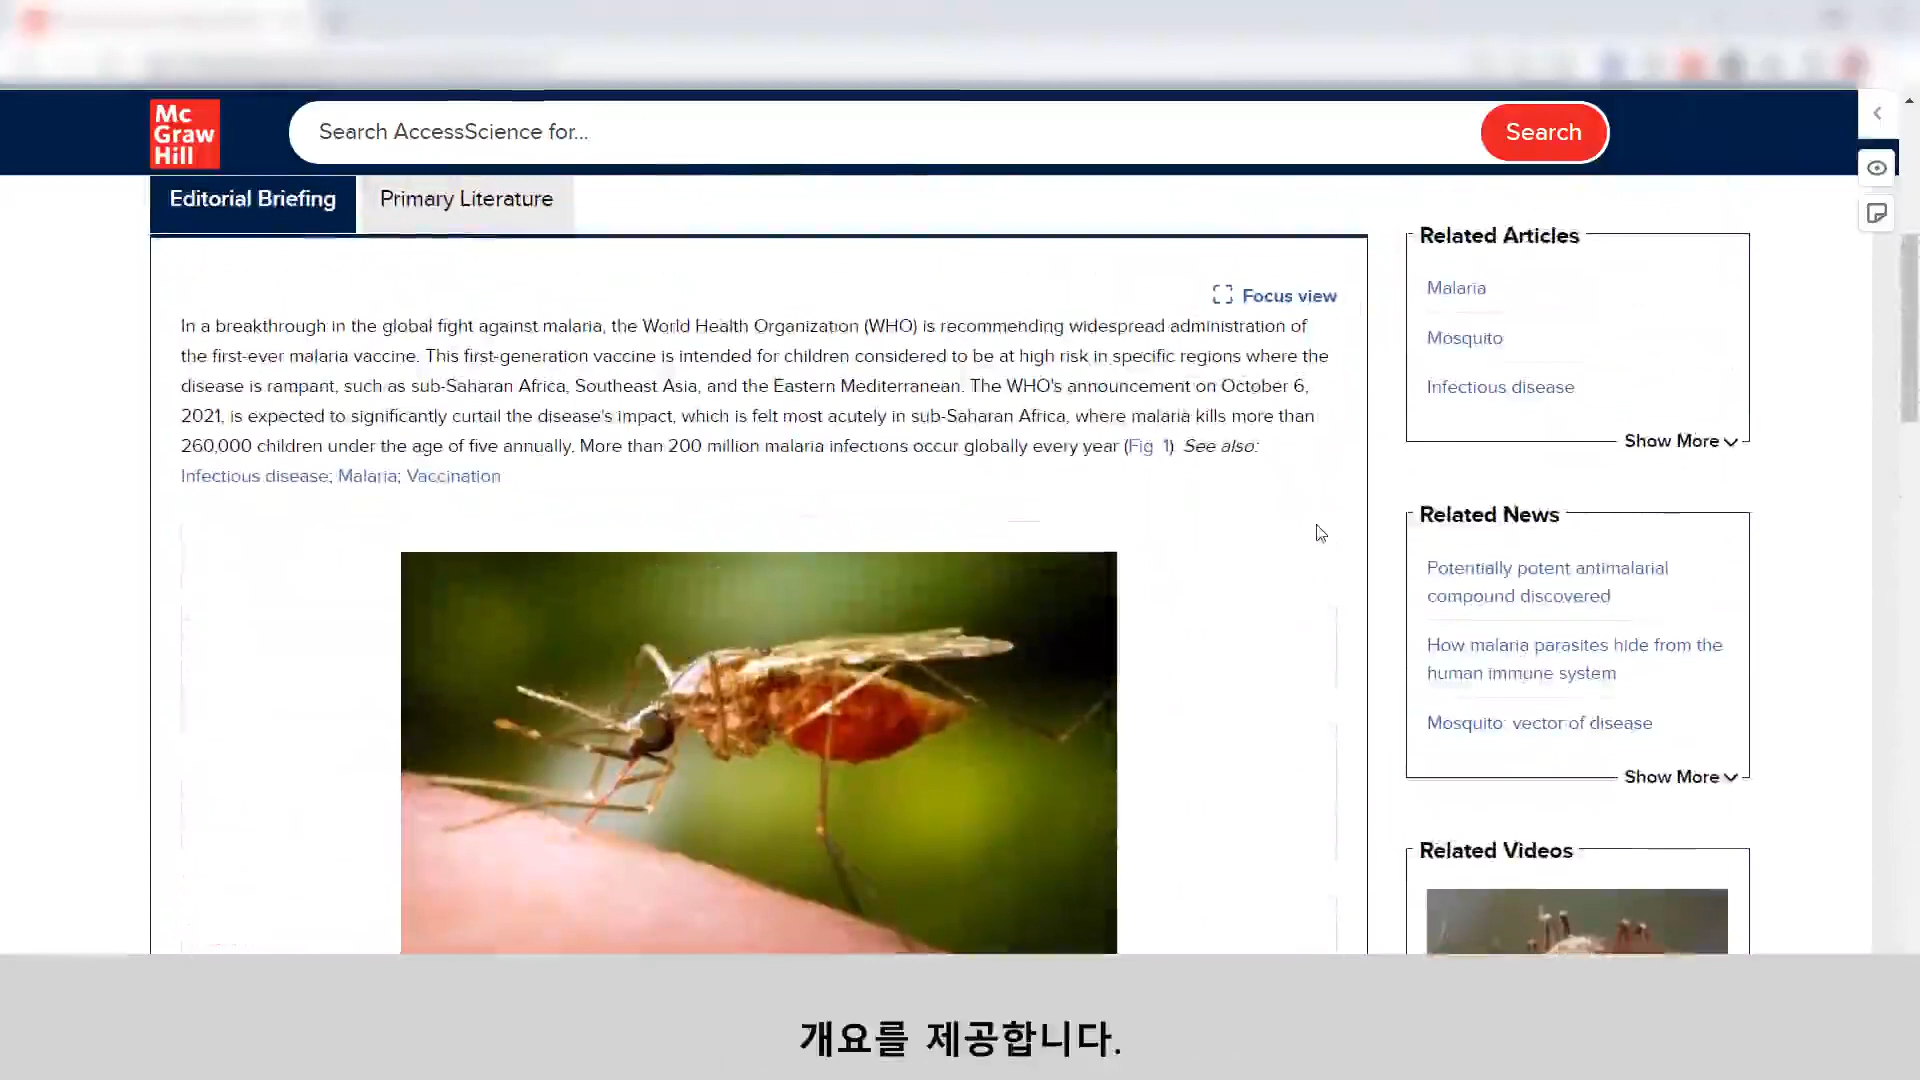 Mc
Graw
Hill
Search AccessScience for...
Search
Editorial Briefing
Primary Literature
Focus view
In a breakthrough in the global fight against malaria, the World Health Organization (WHO) is recommending widespread administration of
the first-ever malaria vaccine. This first-generation vaccine is intended for children considered to be at high risk in specific regions where the
disease is rampant, such as sub-Saharan Africa, Southeast Asia, and the Eastern Mediterranean. The WHO's announcement on October 6,
2021, is expected to significantly curtail the disease's impact, which is felt most acutely in sub-Saharan Africa, where malaria kills more than
260,000 children under the age of five annually. More than 200 million malaria infections occur globally every year (Fig 1) See also:
Infectious disease; Malaria; Vaccination
Related Articles
Malaria
Mosquito
Infectious disease
Show More
Related News
Potentially potent antimalarial
compound discovered
How malaria parasites hide from the
human immune system
Mosquito: vector of disease
Show More
Related Videos
개요를 제공합니다.